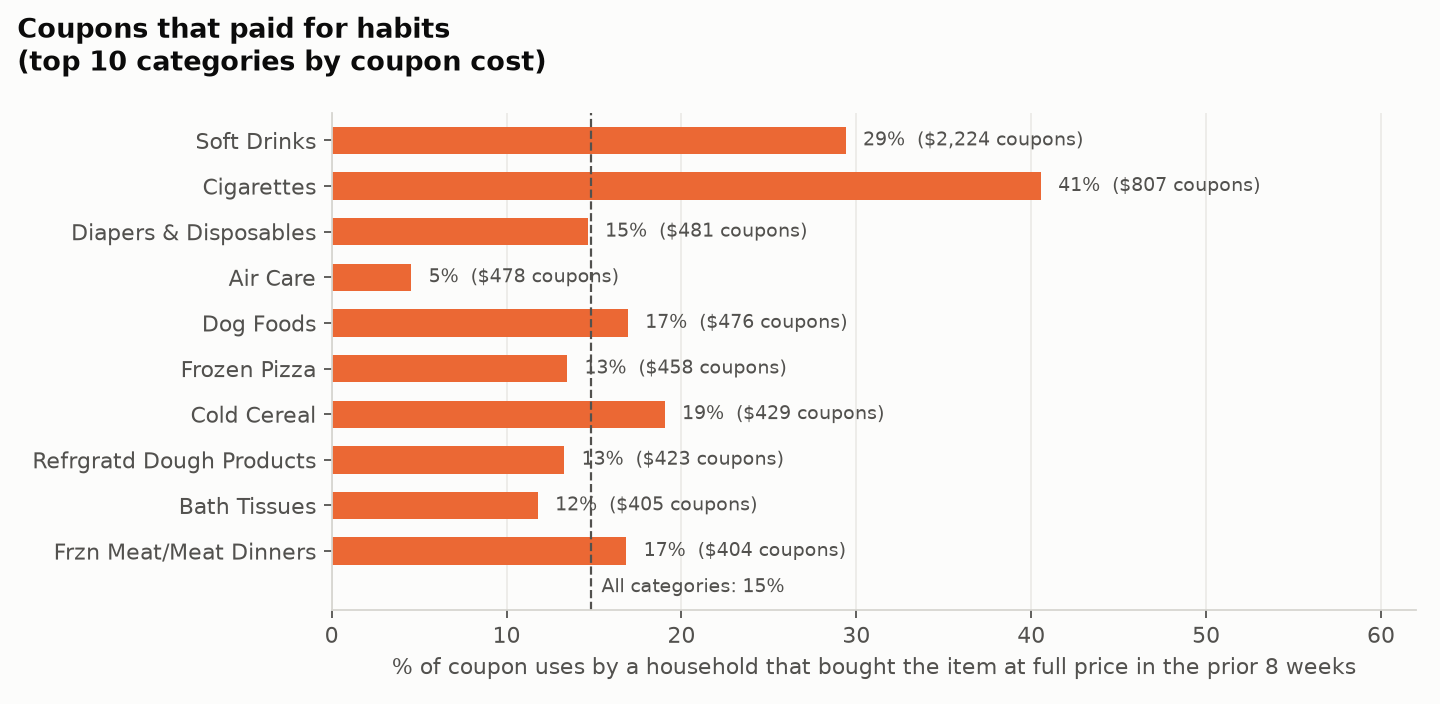 Coupons that paid for habits
(top 10 categories by coupon cost)
Soft Drinks 29% ($2,224 coupons)
Cigarettes 41% ($807 coupons)
Diapers & Disposables 15% ($481 coupons)
Air Care 5% ($478 coupons)
Dog Foods 17% ($476 coupons)
Frozen Pizza 13% ($458 coupons)
Cold Cereal 19% ($429 coupons)
Refrgratd Dough Products 13% ($423 coupons)
Bath Tissues 12% ($405 coupons)
Frzn Meat/Meat Dinners 17% ($404 coupons)
All categories: 15%
0 10 20 30 40 50 60
% of coupon uses by a household that bought the item at full price in the prior 8 weeks